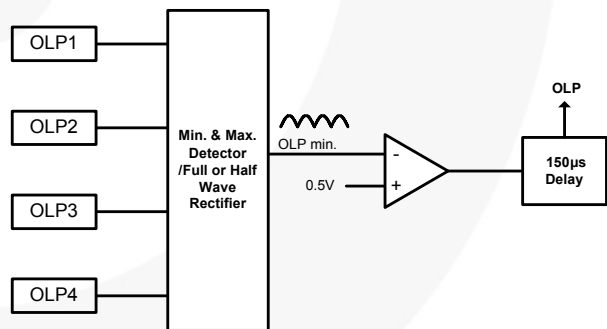 OLP1
OLP2
OLP3
OLP4
Min. & Max.
Detector
/Full or Half
Wave
Rectifier
OLP min.
0.5V
-
+
OLP
150µs
Delay